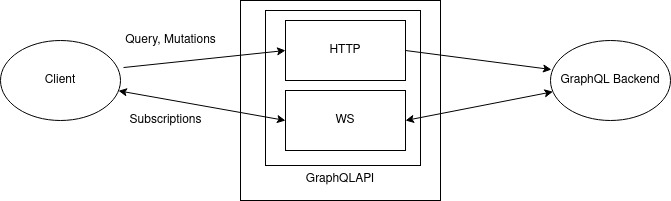 Query, Mutations
HTTP
Client
GraphQL Backend
Subscriptions
WS
GraphQLAPI